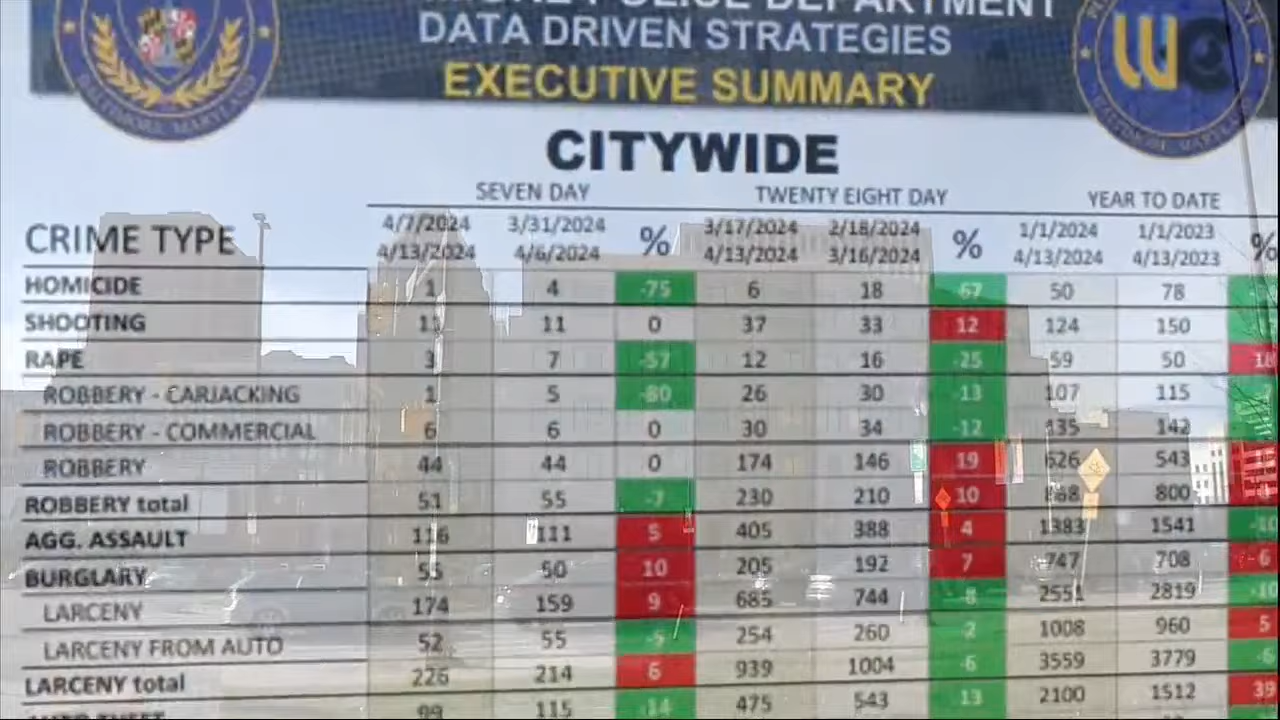 POLICE DEPARTMENT
DATA DRIVEN STRATEGIES
EXECUTIVE SUMMARY
CITYWIDE
SEVEN DAY TWENTY EIGHT DAY YEAR TO DATE
4/7/2024 3/31/2024 3/17/2024 2/18/2024 1/1/2024 1/1/2023
CRIME TYPE % % %
4/13/2024 4/6/2024 4/13/2024 3/16/2024 4/13/2024 4/13/2023
HOMICIDE 1 4 -75 6 18 -67 50 78
SHOOTING 11 11 0 37 33 12 124 150
RAPE 3 7 -57 12 16 -25 59 50 18
ROBBERY - CARJACKING 1 5 -80 26 30 -13 107 115
ROBBERY - COMMERCIAL 6 6 0 30 34 -12 135 142
ROBBERY 44 44 0 174 146 19 626 543
ROBBERY total 51 55 -7 230 210 10 868 800
AGG. ASSAULT 116 111 5 405 388 4 1383 1541 -10
BURGLARY 55 50 10 205 192 7 747 708 6
LARCENY 174 159 9 685 744 -8 2551 2819 -10
LARCENY FROM AUTO 52 55 -5 254 260 -2 1008 960 5
LARCENY total 226 214 6 939 1004 -6 3559 3779 -6
AUTO THEFT 99 115 -14 475 543 13 2100 1512 39